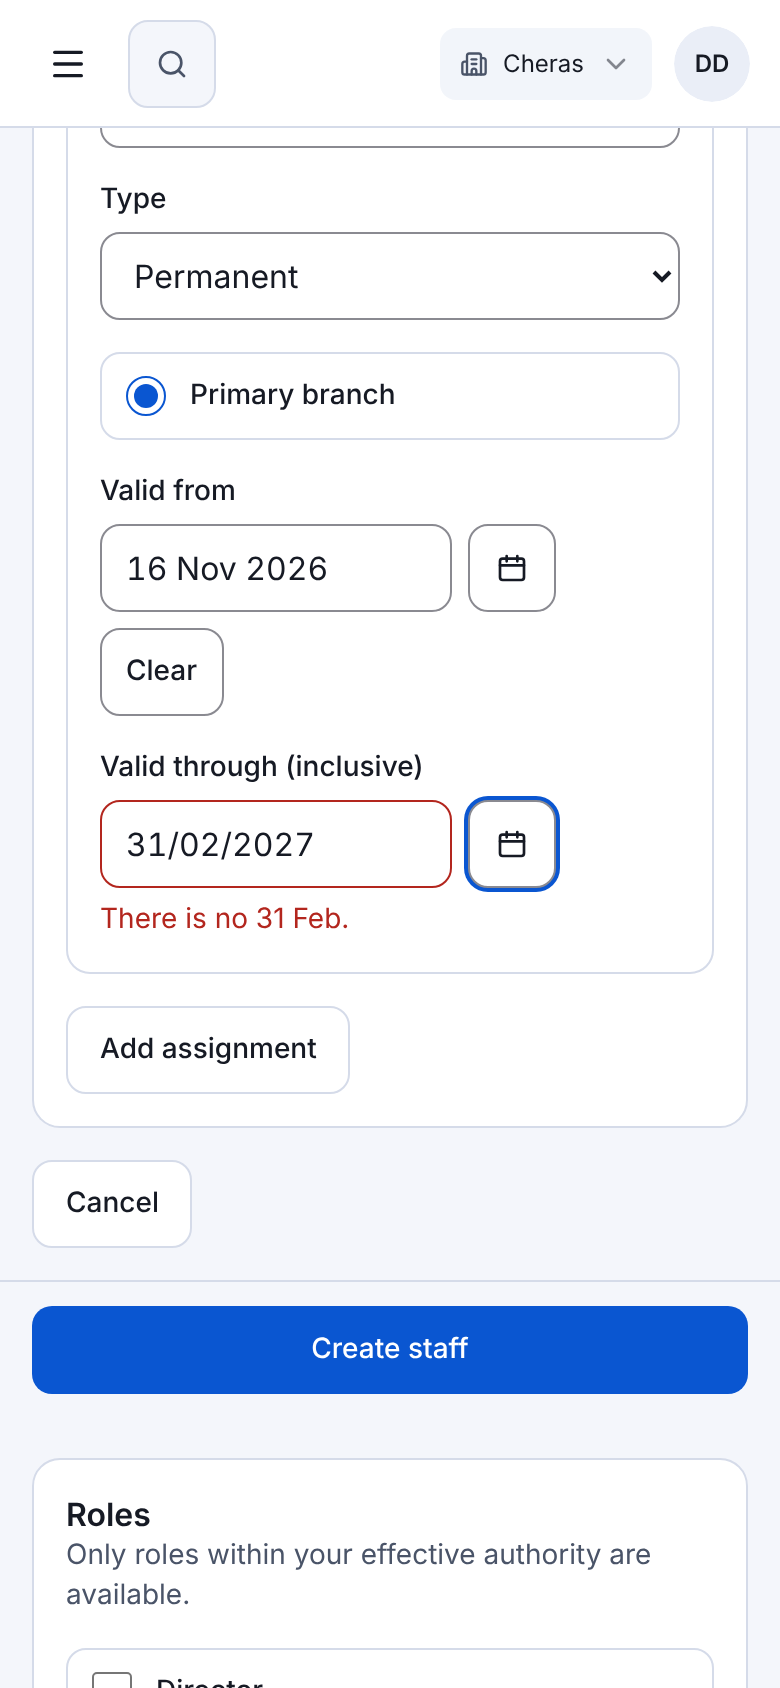 Cheras
DD
Type
Permanent
Primary branch
Valid from
16 Nov 2026
Clear
Valid through (inclusive)
31/02/2027
There is no 31 Feb.
Add assignment
Cancel
Create staff
Roles
Only roles within your effective authority are
available.
Director